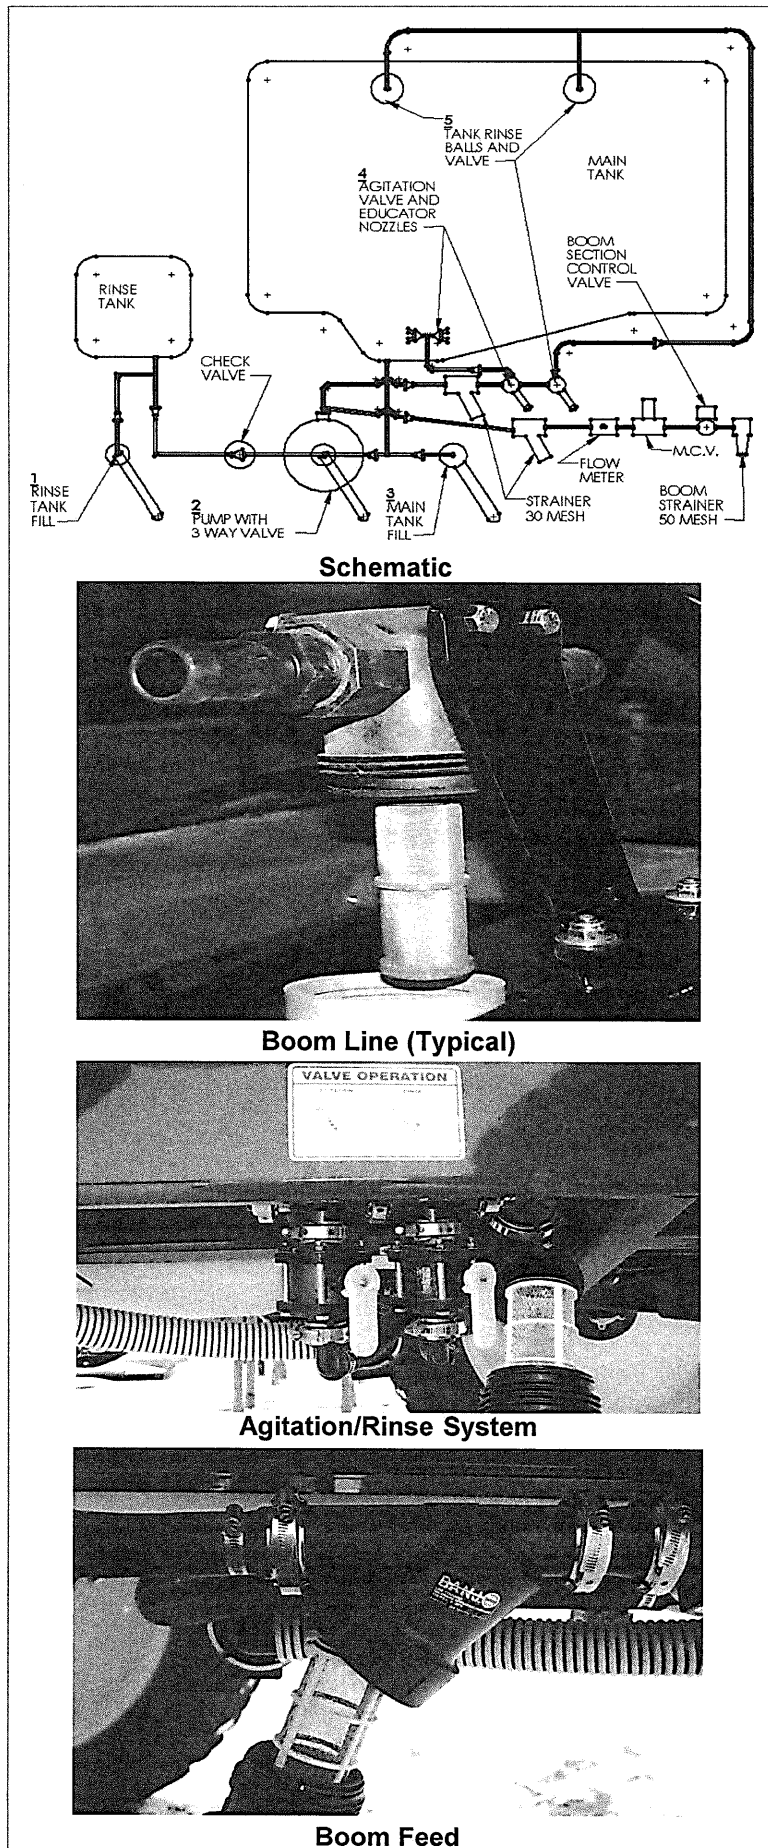 5
TANK RINSE
BALLS AND
VALVE
MAIN
TANK
4
AGITATION
VALVE AND
EDUCATOR
NOZZLES
BOOM
SECTION
CONTROL
VALVE
RINSE
TANK
CHECK
VALVE
1
RINSE
TANK
FILL
2
PUMP WITH
3 WAY VALVE
3
MAIN
TANK
FILL
STRAINER
30 MESH
FLOW
METER
M.C.V.
BOOM
STRAINER
50 MESH
Schematic
Boom Line (Typical)
VALVE OPERATION
Agitation/Rinse System
BANJO
Boom Feed